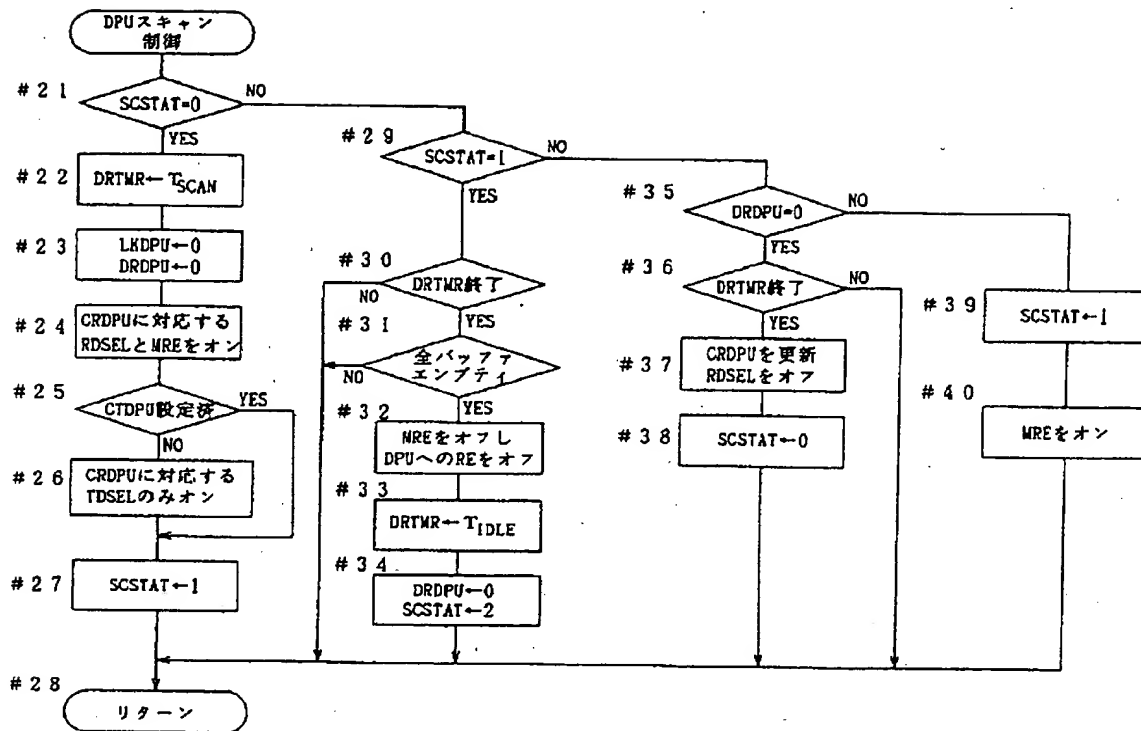 DPUスキャン
制御
#21
SCSTAT=0
NO
YES
#22
DRTMR←TSCAN
#23
LKDPU←0
DRDPU←0
#24
CRDPUに対応する
RDSELとMREをオン
#25
CTDPU設定済
YES
NO
#26
CRDPUに対応する
TDSELのみオン
#27
SCSTAT←1
#28
リターン
#29
SCSTAT=1
NO
YES
#30
DRTMR終了
NO
YES
#31
全バッファ
エンプティ
NO
YES
#32
MREをオフし
DPUへのREをオフ
#33
DRTMR←TIDLE
#34
DRDPU←0
SCSTAT←2
#35
DRDPU=0
NO
YES
#36
DRTMR終了
NO
YES
#37
CRDPUを更新
RDSELをオフ
#38
SCSTAT←0
#39
SCSTAT←1
#40
MREをオン